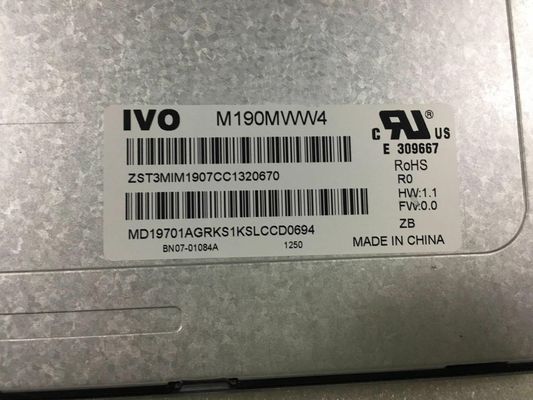 IVO M190MWW4
ZST3MIM1907CC1320670
MD19701AGRKS1KSLCCD0694
BN07-01084A 1250
c RU ® US
E 309667
RoHS
R0
HW:1.1
FW:0.0
ZB
MADE IN CHINA